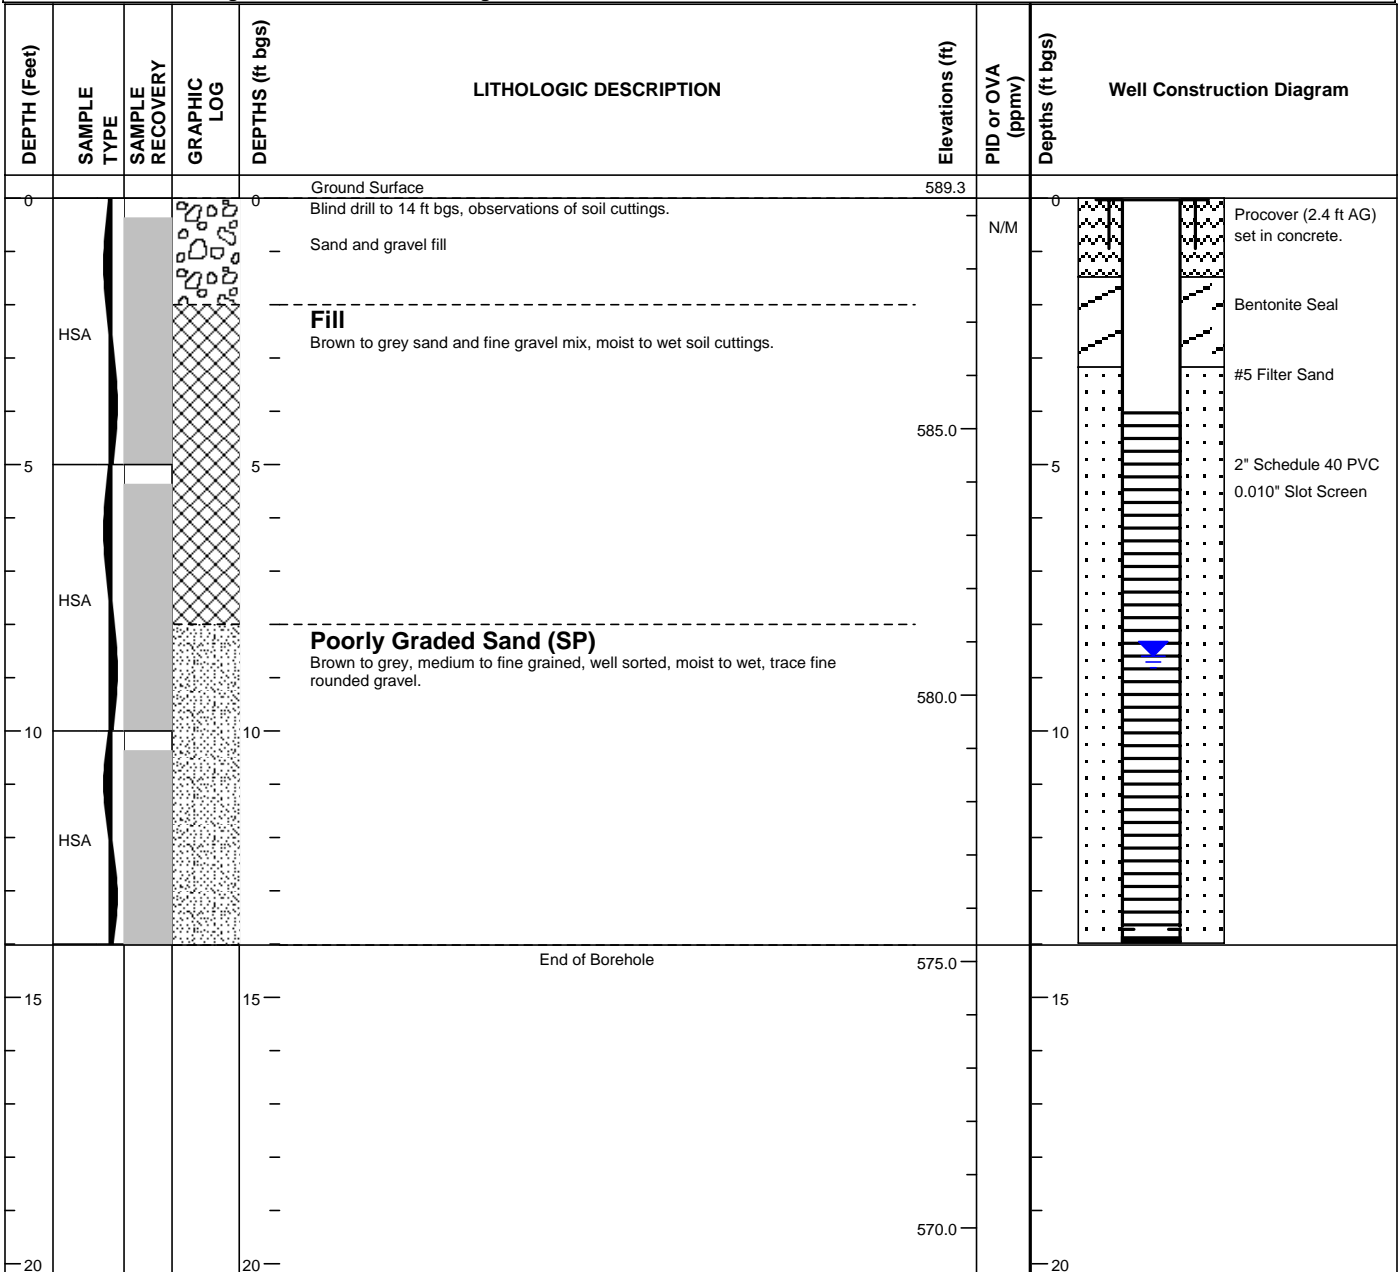 DEPTH (Feet)
SAMPLE
TYPE
SAMPLE
RECOVERY
GRAPHIC
LOG
DEPTHS (ft bgs)
LITHOLOGIC DESCRIPTION
Elevations (ft)
PID or OVA
(ppmv)
Depths (ft bgs)
Well Construction Diagram
Ground Surface
589.3
0
0
0
Blind drill to 14 ft bgs, observations of soil cuttings.
N/M
Procover (2.4 ft AG)
set in concrete.
Sand and gravel fill
Bentonite Seal
Fill
HSA
Brown to grey sand and fine gravel mix, moist to wet soil cuttings.
#5 Filter Sand
585.0
5
5
5
2" Schedule 40 PVC
0.010" Slot Screen
HSA
Poorly Graded Sand (SP)
Brown to grey, medium to fine grained, well sorted, moist to wet, trace fine
rounded gravel.
580.0
10
10
10
HSA
End of Borehole
575.0
15
15
15
570.0
20
20
20